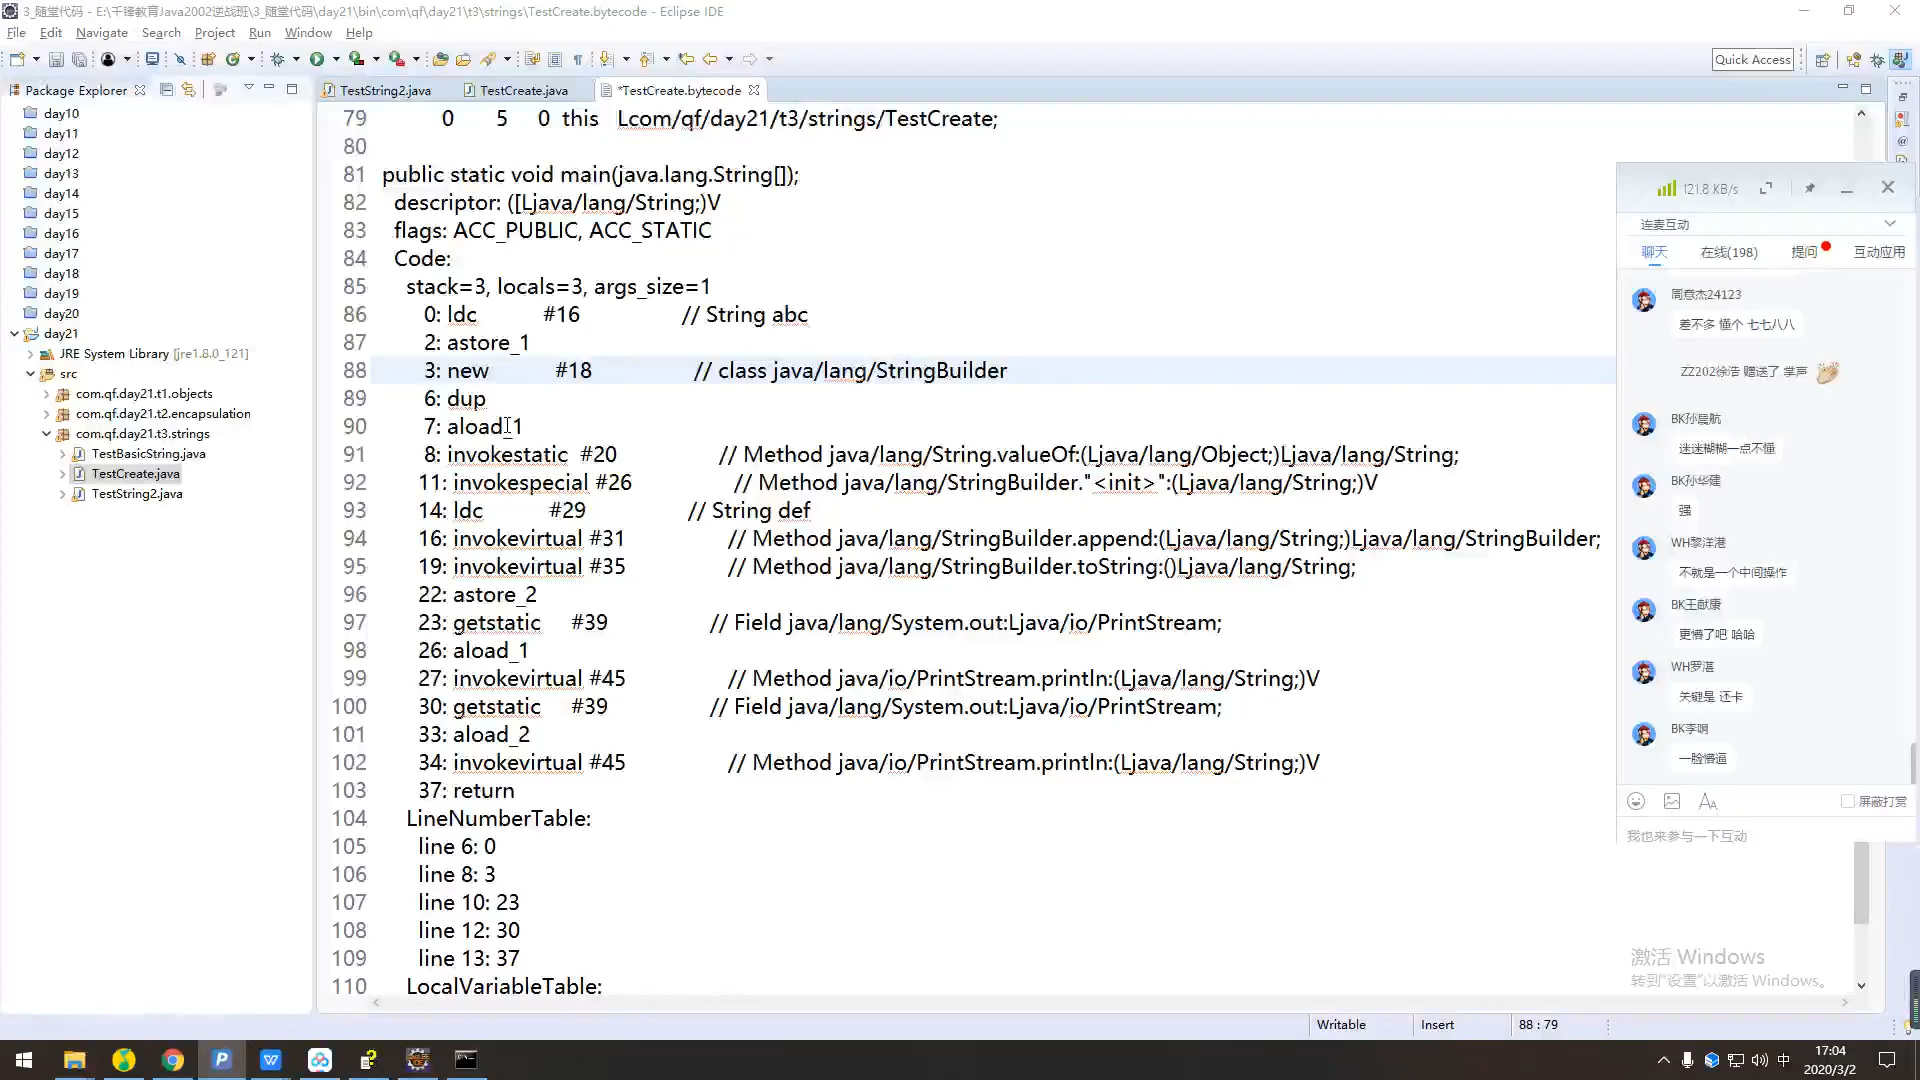 3_随堂代码 - E:\千锋教育Java2002逆战班\3_随堂代码\day21\bin\com\qf\day21\t3\strings\TestCreate.bytecode - Eclipse IDE
File Edit Navigate Search Project Run Window Help
Quick Access
Package Explorer
day10
day11
day12
day13
day14
day15
day16
day17
day18
day19
day20
day21
JRE System Library [jre1.8.0_121]
src
com.qf.day21.t1.objects
com.qf.day21.t2.encapsulation
com.qf.day21.t3.strings
TestBasicString.java
TestCreate.java
TestString2.java
TestString2.java TestCreate.java *TestCreate.bytecode
79 0 5 0 this Lcom/qf/day21/t3/strings/TestCreate;
80
81 public static void main(java.lang.String[]);
82 descriptor: ([Ljava/lang/String;)V
83 flags: ACC_PUBLIC, ACC_STATIC
84 Code:
85 stack=3, locals=3, args_size=1
86 0: ldc #16 // String abc
87 2: astore_1
88 3: new #18 // class java/lang/StringBuilder
89 6: dup
90 7: aload_1
91 8: invokestatic #20 // Method java/lang/String.valueOf:(Ljava/lang/Object;)Ljava/lang/String;
92 11: invokespecial #26 // Method java/lang/StringBuilder."<init>":(Ljava/lang/String;)V
93 14: ldc #29 // String def
94 16: invokevirtual #31 // Method java/lang/StringBuilder.append:(Ljava/lang/String;)Ljava/lang/StringBuilder;
95 19: invokevirtual #35 // Method java/lang/StringBuilder.toString:()Ljava/lang/String;
96 22: astore_2
97 23: getstatic #39 // Field java/lang/System.out:Ljava/io/PrintStream;
98 26: aload_1
99 27: invokevirtual #45 // Method java/io/PrintStream.println:(Ljava/lang/String;)V
100 30: getstatic #39 // Field java/lang/System.out:Ljava/io/PrintStream;
101 33: aload_2
102 34: invokevirtual #45 // Method java/io/PrintStream.println:(Ljava/lang/String;)V
103 37: return
104 LineNumberTable:
105 line 6: 0
106 line 8: 3
107 line 10: 23
108 line 12: 30
109 line 13: 37
110 LocalVariableTable:
121.8 KB/s
连麦互动
聊天 在线(198) 提问 互动应用
周意杰24123
差不多 懂个 七七八八
ZZ202徐浩 赠送了 掌声
BK孙晨航
迷迷糊糊一点不懂
BK孙华建
强
WH黎洋港
不就是一个中间操作
BK王献康
更懵了吧 哈哈
WH罗湛
关键是 还卡
BK李炯
一脸懵逼
屏蔽打赏
我也来参与一下互动
激活 Windows
转到"设置"以激活 Windows。
Writable Insert 88 : 79
中
17:04
2020/3/2